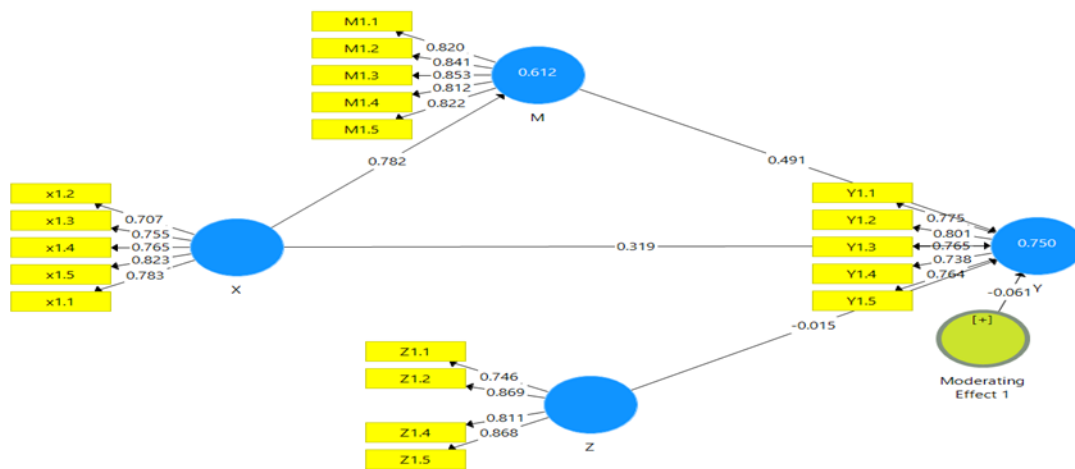 M1.1
M1.2
M1.3
M1.4
M1.5
0.820
0.841
0.853
0.812
0.822
0.612
M
0.782
0.491
x1.2
x1.3
x1.4
x1.5
x1.1
0.707
0.755
0.765
0.823
0.783
X
0.319
Y1.1
Y1.2
Y1.3
Y1.4
Y1.5
0.775
0.801
0.765
0.738
0.764
0.750
Y
-0.061
-0.015
[+]
Moderating
Effect 1
Z1.1
Z1.2
Z1.4
Z1.5
0.746
0.869
0.811
0.868
Z